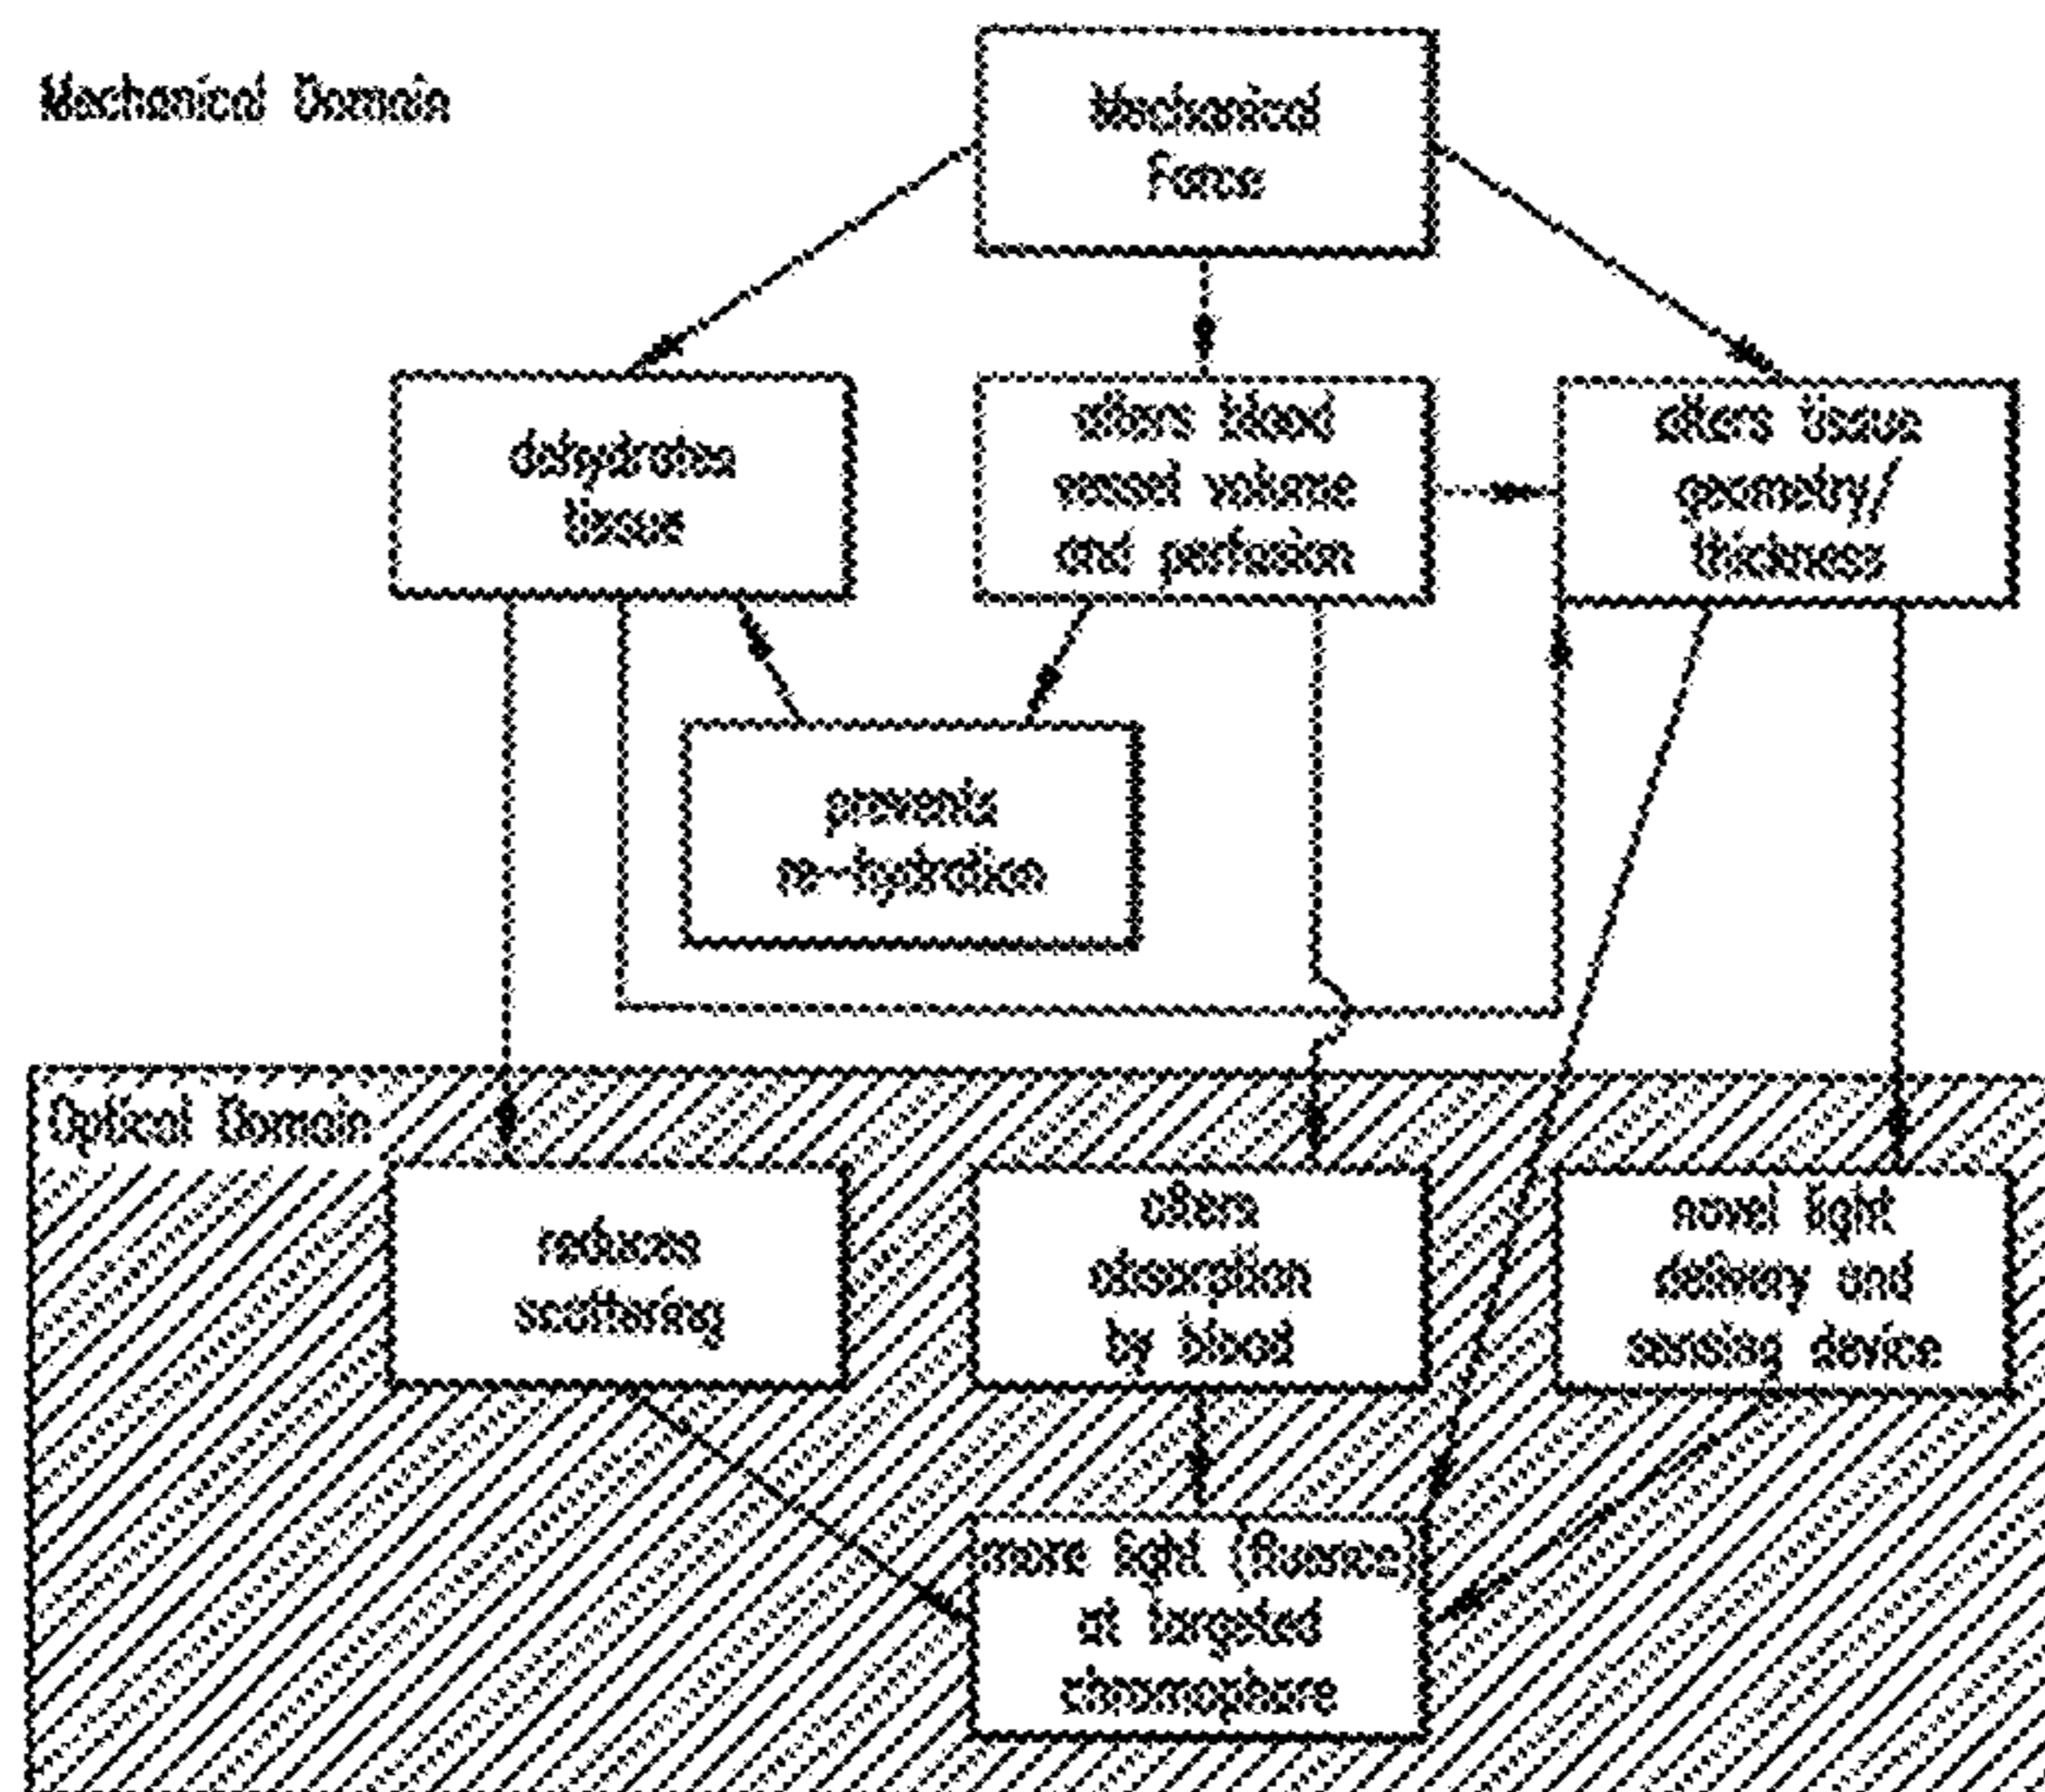 Mechanical Domain
Mechanical
Force
dehydrates
tissue
alters blood
vessel volume
and perfusion
alters tissue
geometry/
thickness
prevents
re-hydration
Optical Domain
reduces
scattering
alters
absorption
by blood
novel light
delivery and
sensing device
more light (fluence)
at targeted
chromophore